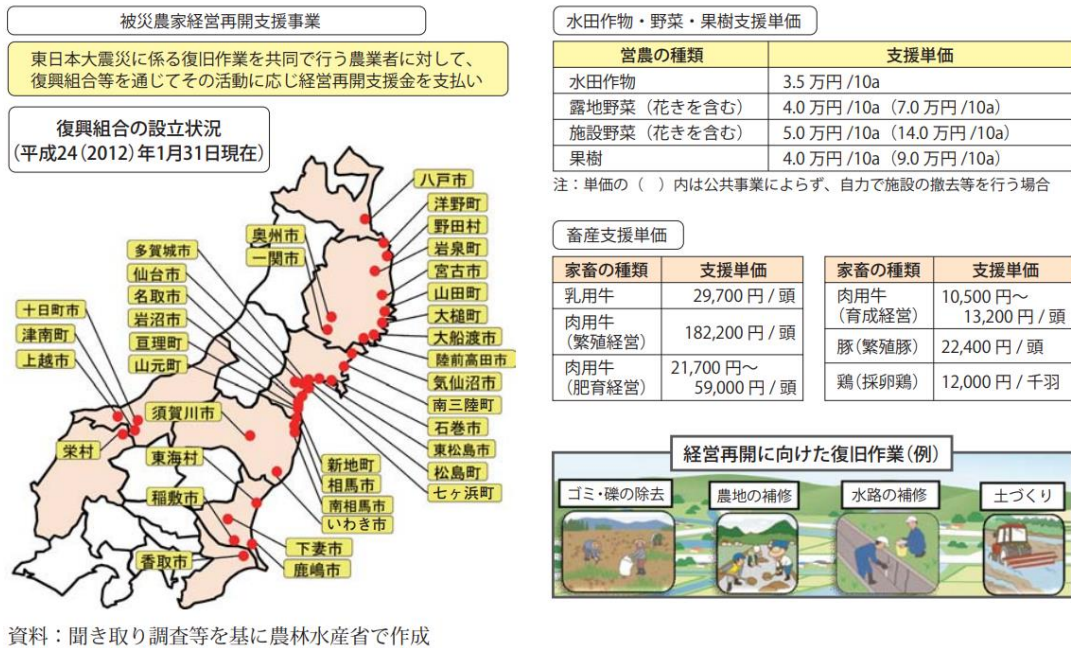 被災農家経営再開支援事業
東日本大震災に係る復旧作業を共同で行う農業者に対して、
復興組合等を通じてその活動に応じ経営再開支援金を支払い
復興組合の設立状況
(平成24(2012)年1月31日現在)
八戸市
洋野町
野田村
岩泉町
宮古市
山田町
大槌町
大船渡市
陸前高田市
気仙沼市
南三陸町
石巻市
東松島市
松島町
七ヶ浜町
奥州市
一関市
多賀城市
仙台市
名取市
岩沼市
亘理町
山元町
十日町市
津南町
上越市
須賀川市
栄村
東海村
稲敷市
香取市
新地町
相馬市
南相馬市
いわき市
下妻市
鹿嶋市
資料：聞き取り調査等を基に農林水産省で作成
水田作物・野菜・果樹支援単価
営農の種類 支援単価
水田作物 3.5 万円 /10a
露地野菜（花きを含む） 4.0 万円 /10a（7.0 万円 /10a）
施設野菜（花きを含む） 5.0 万円 /10a（14.0 万円 /10a）
果樹 4.0 万円 /10a（9.0 万円 /10a）
注：単価の（　）内は公共事業によらず、自力で施設の撤去等を行う場合
畜産支援単価
家畜の種類 支援単価
乳用牛 29,700 円 / 頭
肉用牛
(繁殖経営) 182,200 円 / 頭
肉用牛 21,700 円～
(肥育経営) 59,000 円 / 頭
家畜の種類 支援単価
肉用牛 10,500 円～
(育成経営) 13,200 円 / 頭
豚(繁殖豚) 22,400 円 / 頭
鶏(採卵鶏) 12,000 円 / 千羽
経営再開に向けた復旧作業(例)
ゴミ・礫の除去
農地の補修
水路の補修
土づくり